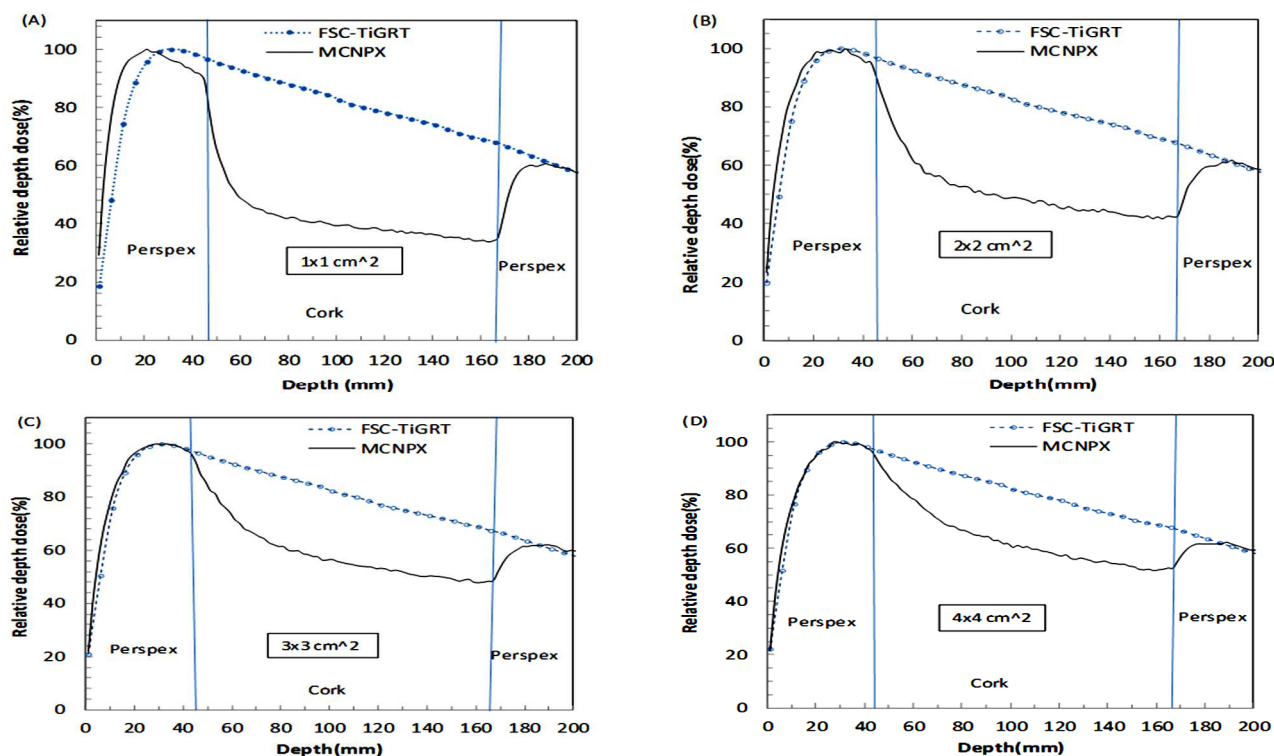 (A)
FSC-TiGRT
MCNPX
Relative depth dose(%)
100
80
60
40
20
0
Perspex
1x1 cm^2
Perspex
Cork
0 20 40 60 80 100 120 140 160 180 200
Depth (mm)
(B)
FSC-TiGRT
MCNPX
Relative depth dose(%)
100
80
60
40
20
0
Perspex
2x2 cm^2
Perspex
Cork
0 20 40 60 80 100 120 140 160 180 200
Depth(mm)
(C)
FSC-TiGRT
MCNPX
Relative depth dose(%)
100
80
60
40
20
0
Perspex
3x3 cm^2
Perspex
Cork
0 20 40 60 80 100 120 140 160 180 200
Depth(mm)
(D)
FSC-TiGRT
MCNPX
Relative depth dose(%)
100
80
60
40
20
0
Perspex
4x4 cm^2
Perspex
Cork
0 20 40 60 80 100 120 140 160 180 200
Depth(mm)